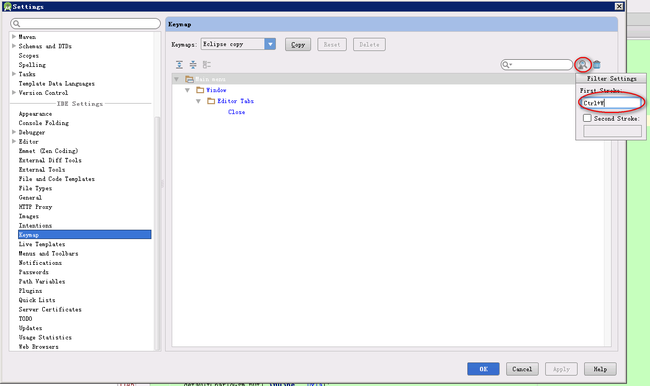 Settings
Maven
Schemas and DTDs
Scopes
Spelling
Tasks
Template Data Languages
Version Control
IDE Settings
Appearance
Console Folding
Debugger
Editor
Emmet (Zen Coding)
External Diff Tools
External Tools
File and Code Templates
File Types
General
HTTP Proxy
Images
Intentions
Keymap
Live Templates
Menus and Toolbars
Notifications
Passwords
Path Variables
Plugins
Quick Lists
Server Certificates
TODO
Updates
Usage Statistics
Web Browsers
Keymap
Keymaps: Eclipse copy Copy Reset Delete
Main menu
Window
Editor Tabs
Close
Filter Settings
First Stroke:
Ctrl+W
Second Stroke:
OK Cancel Apply Help